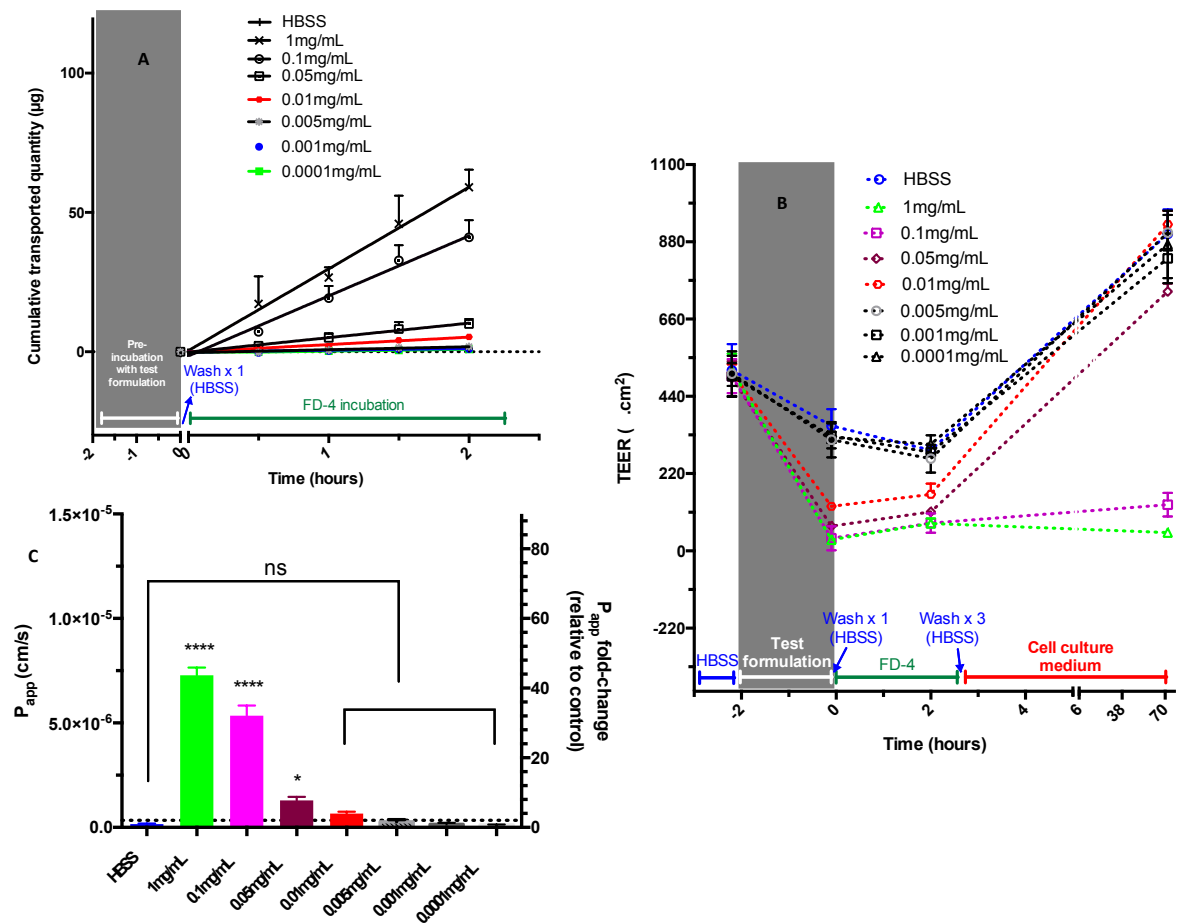 A
HBSS
1mg/mL
0.1mg/mL
0.05mg/mL
0.01mg/mL
0.005mg/mL
0.001mg/mL
0.0001mg/mL
Cumulative transported quantity (µg)
100
50
0
Pre-
incubation
with test
formulation
Wash x 1
(HBSS)
FD-4 incubation
-2
-1
0
1
2
Time (hours)
B
HBSS
1mg/mL
0.1mg/mL
0.05mg/mL
0.01mg/mL
0.005mg/mL
0.001mg/mL
0.0001mg/mL
TEER ( .cm2)
1100
880
660
440
220
0
-220
HBSS
Test
formulation
Wash x 1
(HBSS)
FD-4
Wash x 3
(HBSS)
Cell culture
medium
-2
0
2
4
6
38
70
Time (hours)
C
Papp (cm/s)
1.5×10-5
1.0×10-5
5.0×10-6
0.0
ns
****
****
*
80
60
40
20
0
Papp fold-change
(relative to control)
HBSS
1mg/mL
0.1mg/mL
0.05mg/mL
0.01mg/mL
0.005mg/mL
0.001mg/mL
0.0001mg/mL